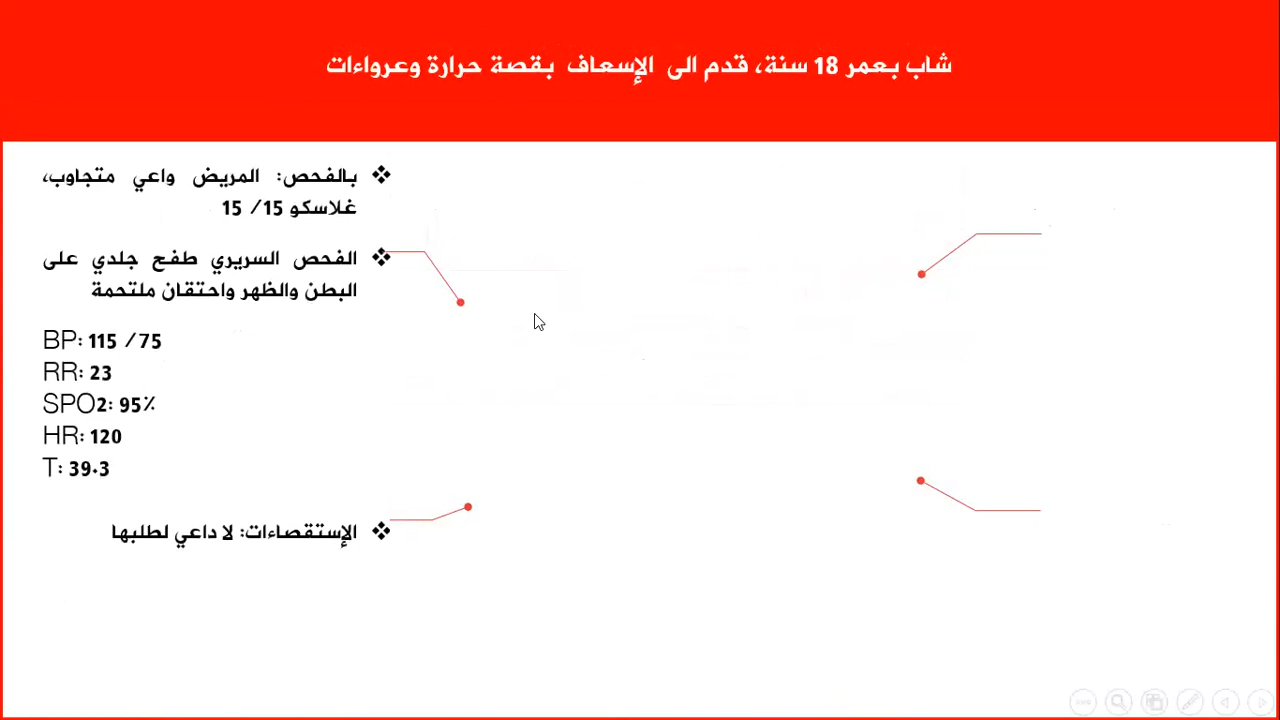 شاب بعمر 18 سنة، قدم الى الإسعاف بقصة حرارة وعرواءات
❖ بالفحص: المريض واعي متجاوب،
غلاسكو 15/ 15
❖ الفحص السريري طفح جلدي على
البطن والظهر واحتقان ملتحمة
BP: 115 /75
RR: 23
SPO2: 95٪
HR: 120
T: 39.3
❖ الإستقصاءات: لا داعي لطلبها